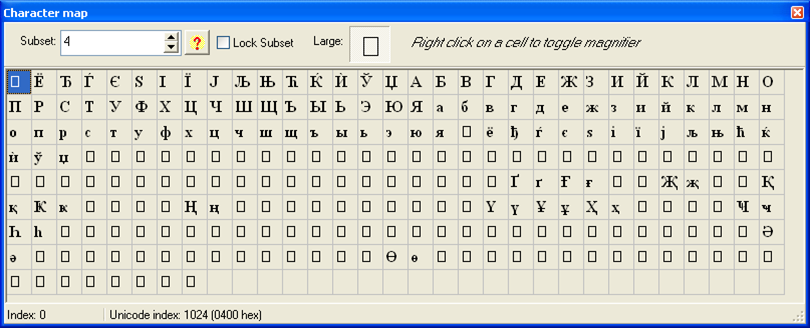 Character map
Subset: 4 ? Lock Subset Large: Right click on a cell to toggle magnifier
Ё Ђ Ѓ Є Ѕ І Ї Ј Љ Њ Ћ Ќ Ѝ Ў Џ А Б В Г Д Е Ж З И Й К Л М Н О
П Р С Т У Ф Х Ц Ч Ш Щ Ъ Ы Ь Э Ю Я а б в г д е ж з и й к л м н
о п р с т у ф х ц ч ш щ ъ ы ь э ю я ё ђ ѓ є ѕ і ї ј љ њ ћ ќ
ѝ ў џ
Ґ ґ Ғ ғ Җ җ Қ
қ Ҝ ҝ Ң ң Ү ү Ұ ұ Ҳ ҳ Ҹ ҹ
Һ һ Ә
ә Ө ө
Index: 0 Unicode index: 1024 (0400 hex)